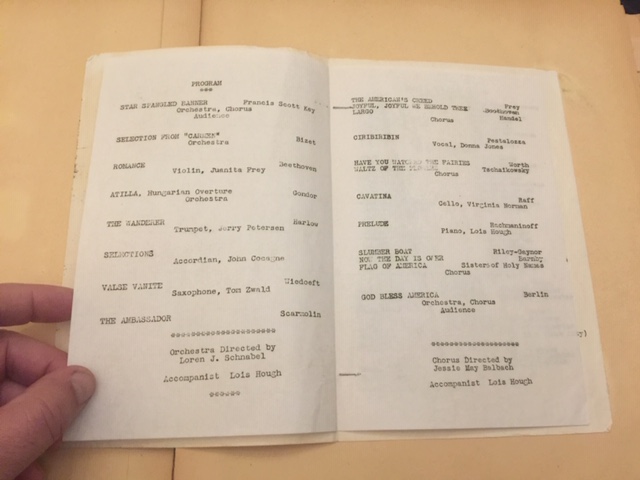 PROGRAM
***
STAR SPANGLED BANNER Francis Scott Key
Orchestra, Chorus
Audience
SELECTION FROM "CARMEN" Bizet
Orchestra
ROMANCE Beethoven
Violin, Juanita Frey
ATILLA, Hungarian Overture Gondor
Orchestra
THE WANDERER Harlow
Trumpet, Jerry Petersen
SELECTIONS
Accordian, John Cocagne
VALSE VANITE Wiedoeft
Saxophone, Tom Zwald
THE AMBASSADOR Scarmolin
Orchestra Directed by
Loren J. Schnabel
Accompanist Lois Hough
THE AMERICAN'S CREED Frey
JOYFUL, JOYFUL WE BEHOLD THEE Beethoven
LARGO Handel
Chorus
CIRIBIRIBIN Pestalozza
Vocal, Donna Jones
HAVE YOU WATCHED THE FAIRIES Worth
WALTZ OF THE Tschaikowsky
Chorus
CAVATINA Raff
Cello, Virginia Norman
PRELUDE Rachmaninoff
Piano, Lois Hough
SLUMBER BOAT Riley-Gaynor
NOW THE DAY IS OVER Barnby
FLAG OF AMERICA Sisters of Holy Names
Chorus
GOD BLESS AMERICA Berlin
Orchestra, Chorus
Audience
Chorus Directed by
Jessie May Balbach
Accompanist Lois Hough